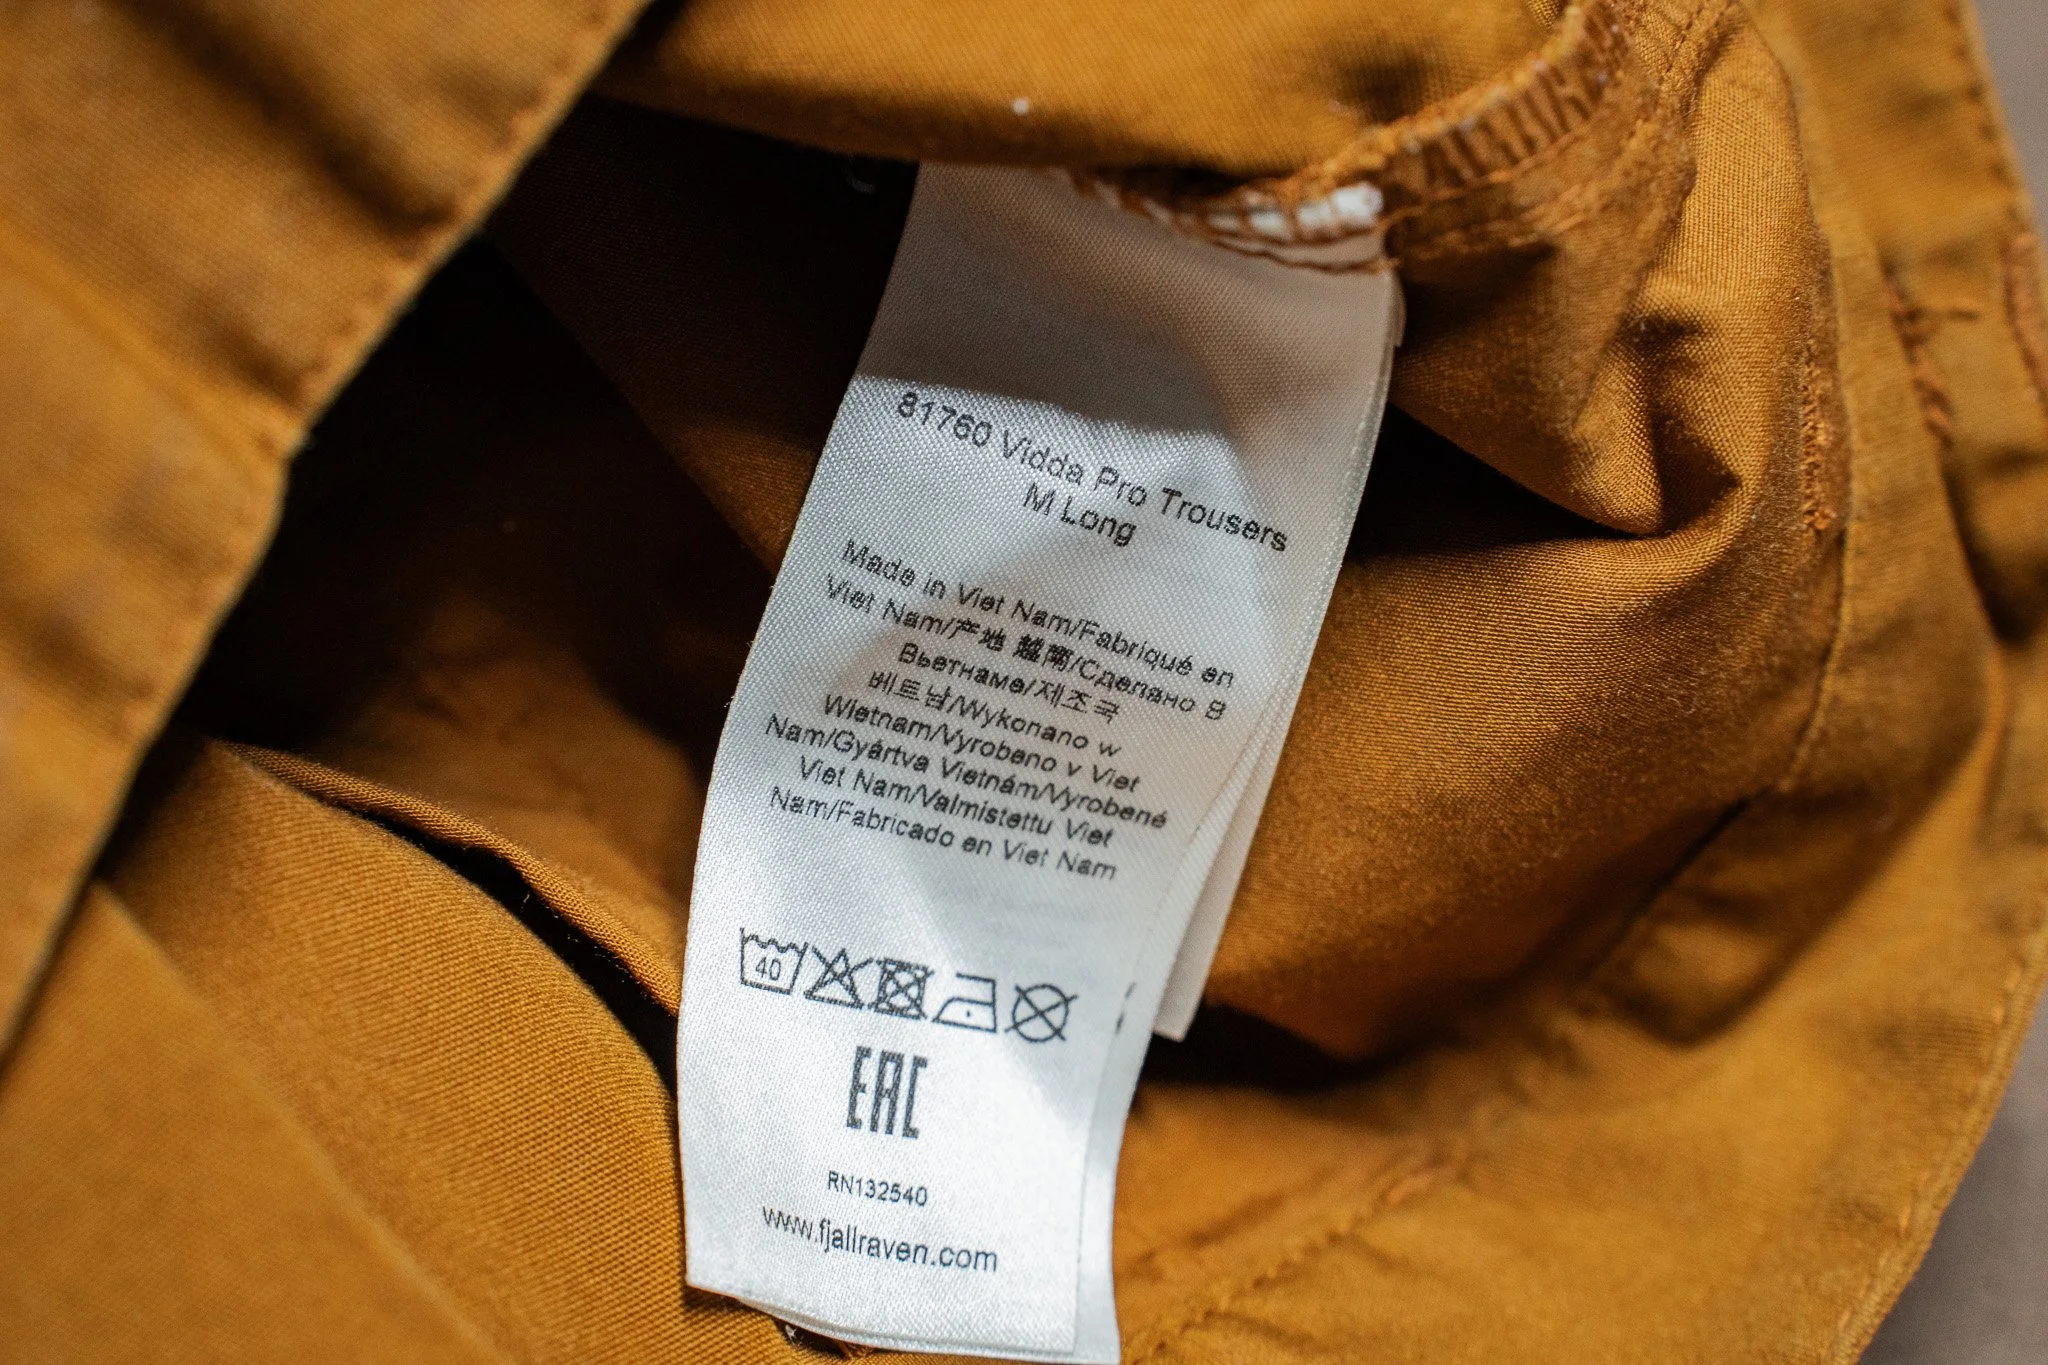 81760 Vidda Pro Trousers
M Long
Made in Viet Nam/Fabriqué en
Viet Nam/产地 越南/Сделано В
Вьетнаме/제조국
베트남/Wykonano w
Wietnam/Vyrobeno v Viet
Nam/Gyártva Vietnám/Vyrobené
Viet Nam/Valmistettu Viet
Nam/Fabricado en Viet Nam
40
EAC
RN132540
www.fjallraven.com